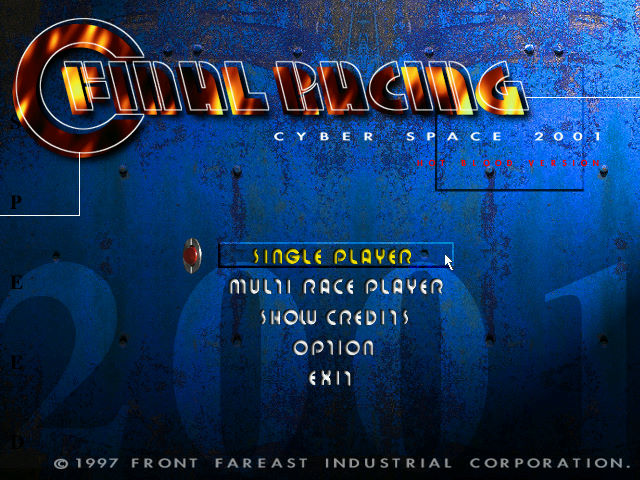 FINAL RACING
CYBER SPACE 2001
SINGLE PLAYER
MULTI RACE PLAYER
SHOW CREDITS
OPTION
EXIT
2001
P
E
E
D
© 1997 FRONT FAREAST INDUSTRIAL CORPORATION.